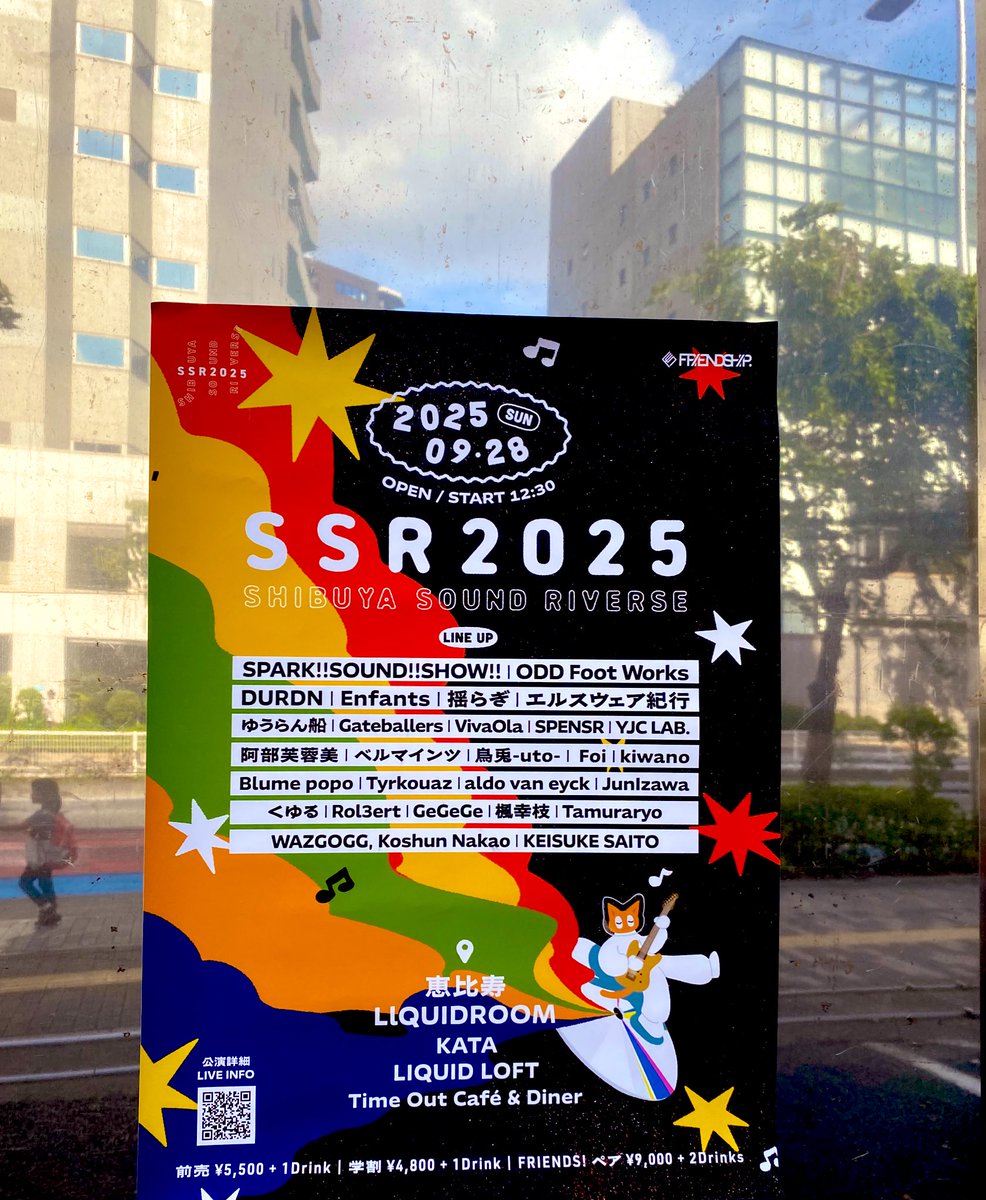 SHIBUYA
SOUND
RIVERSE
SSR2025
FRIENDSHIP.
2025 SUN
09.28
OPEN / START 12:30
SSR2025
SHIBUYA SOUND RIVERSE
LINE UP
SPARK!!SOUND!!SHOW!! | ODD Foot Works
DURDN | Enfants | 揺らぎ | エルスウェア紀行
ゆうらん船 | Gateballers | VivaOla | SPENSR | YJC LAB.
阿部芙蓉美 | ベルマインツ | 鳥兎-uto- | Foi | kiwano
Blume popo | Tyrkouaz | aldo van eyck | JunIzawa
くゆる | Rol3ert | GeGeGe | 楓幸枝 | Tamuraryo
WAZGOGG, Koshun Nakao | KEISUKE SAITO
恵比寿
LIQUIDROOM
KATA
LIQUID LOFT
Time Out Café & Diner
公演詳細
LIVE INFO
前売 ¥5,500 + 1Drink | 学割 ¥4,800 + 1Drink | FRIENDS! ペア ¥9,000 + 2Drinks